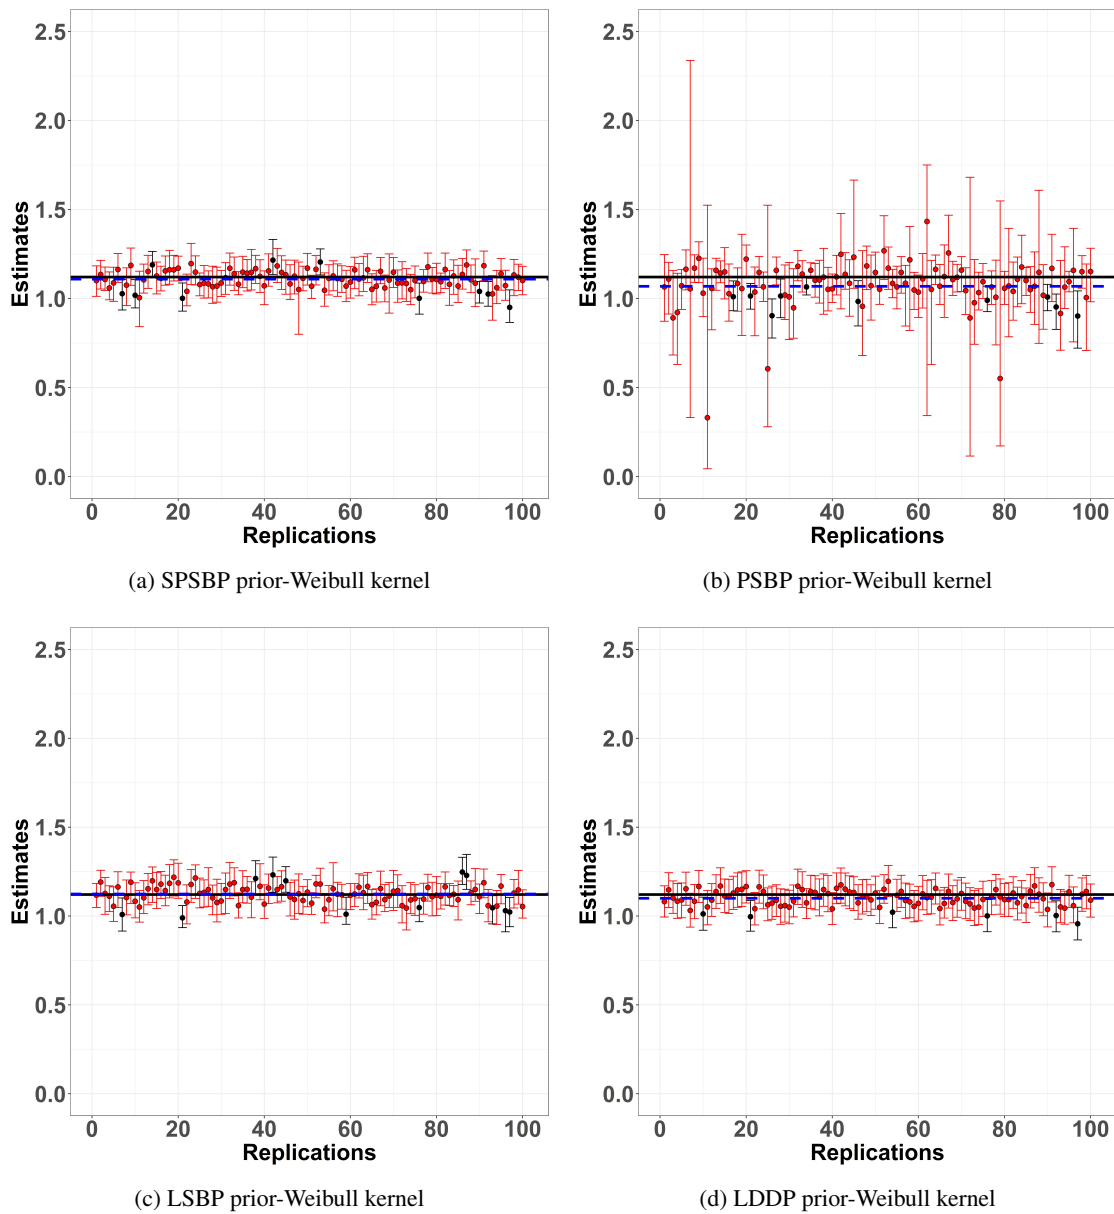 2.5
2.0
1.5
1.0
0.5
0.0
Estimates
0 20 40 60 80 100
Replications
(a) SPSBP prior-Weibull kernel
2.5
2.0
1.5
1.0
0.5
0.0
Estimates
0 20 40 60 80 100
Replications
(b) PSBP prior-Weibull kernel
2.5
2.0
1.5
1.0
0.5
0.0
Estimates
0 20 40 60 80 100
Replications
(c) LSBP prior-Weibull kernel
2.5
2.0
1.5
1.0
0.5
0.0
Estimates
0 20 40 60 80 100
Replications
(d) LDDP prior-Weibull kernel